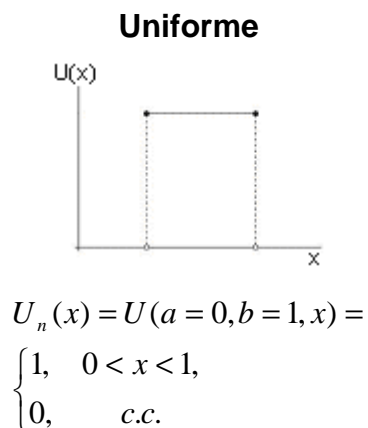 Uniforme
U(x)
x
U_n(x) = U(a = 0, b = 1, x) =
{1, 0 < x < 1,
0, c.c.